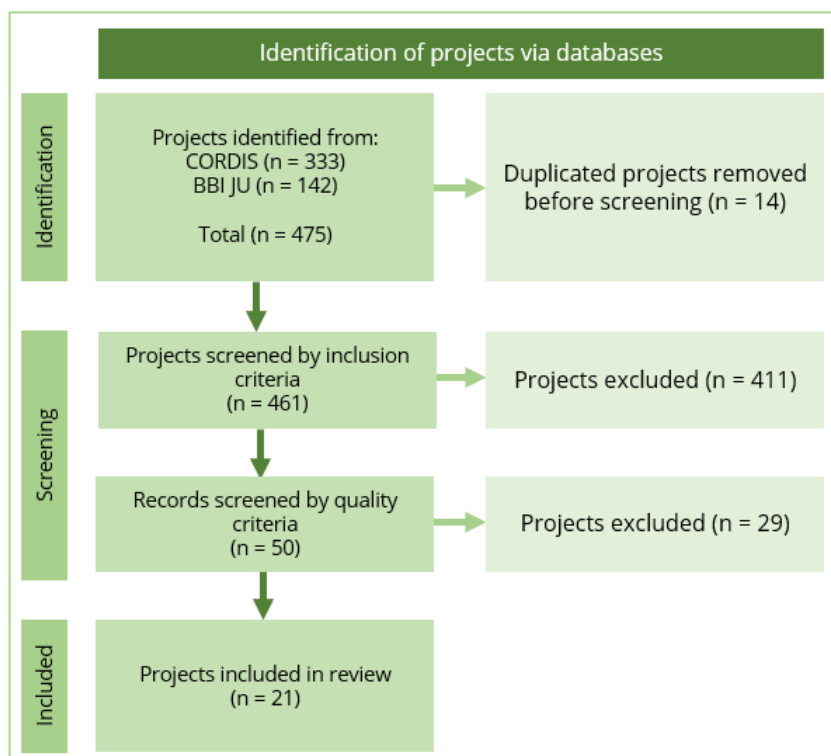 Identification of projects via databases
Identification
Projects identified from:
CORDIS (n = 333)
BBI JU (n = 142)
Total (n = 475)
Duplicated projects removed
before screening (n = 14)
Screening
Projects screened by inclusion
criteria
(n = 461)
Projects excluded (n = 411)
Records screened by quality
criteria
(n = 50)
Projects excluded (n = 29)
Included
Projects included in review
(n = 21)